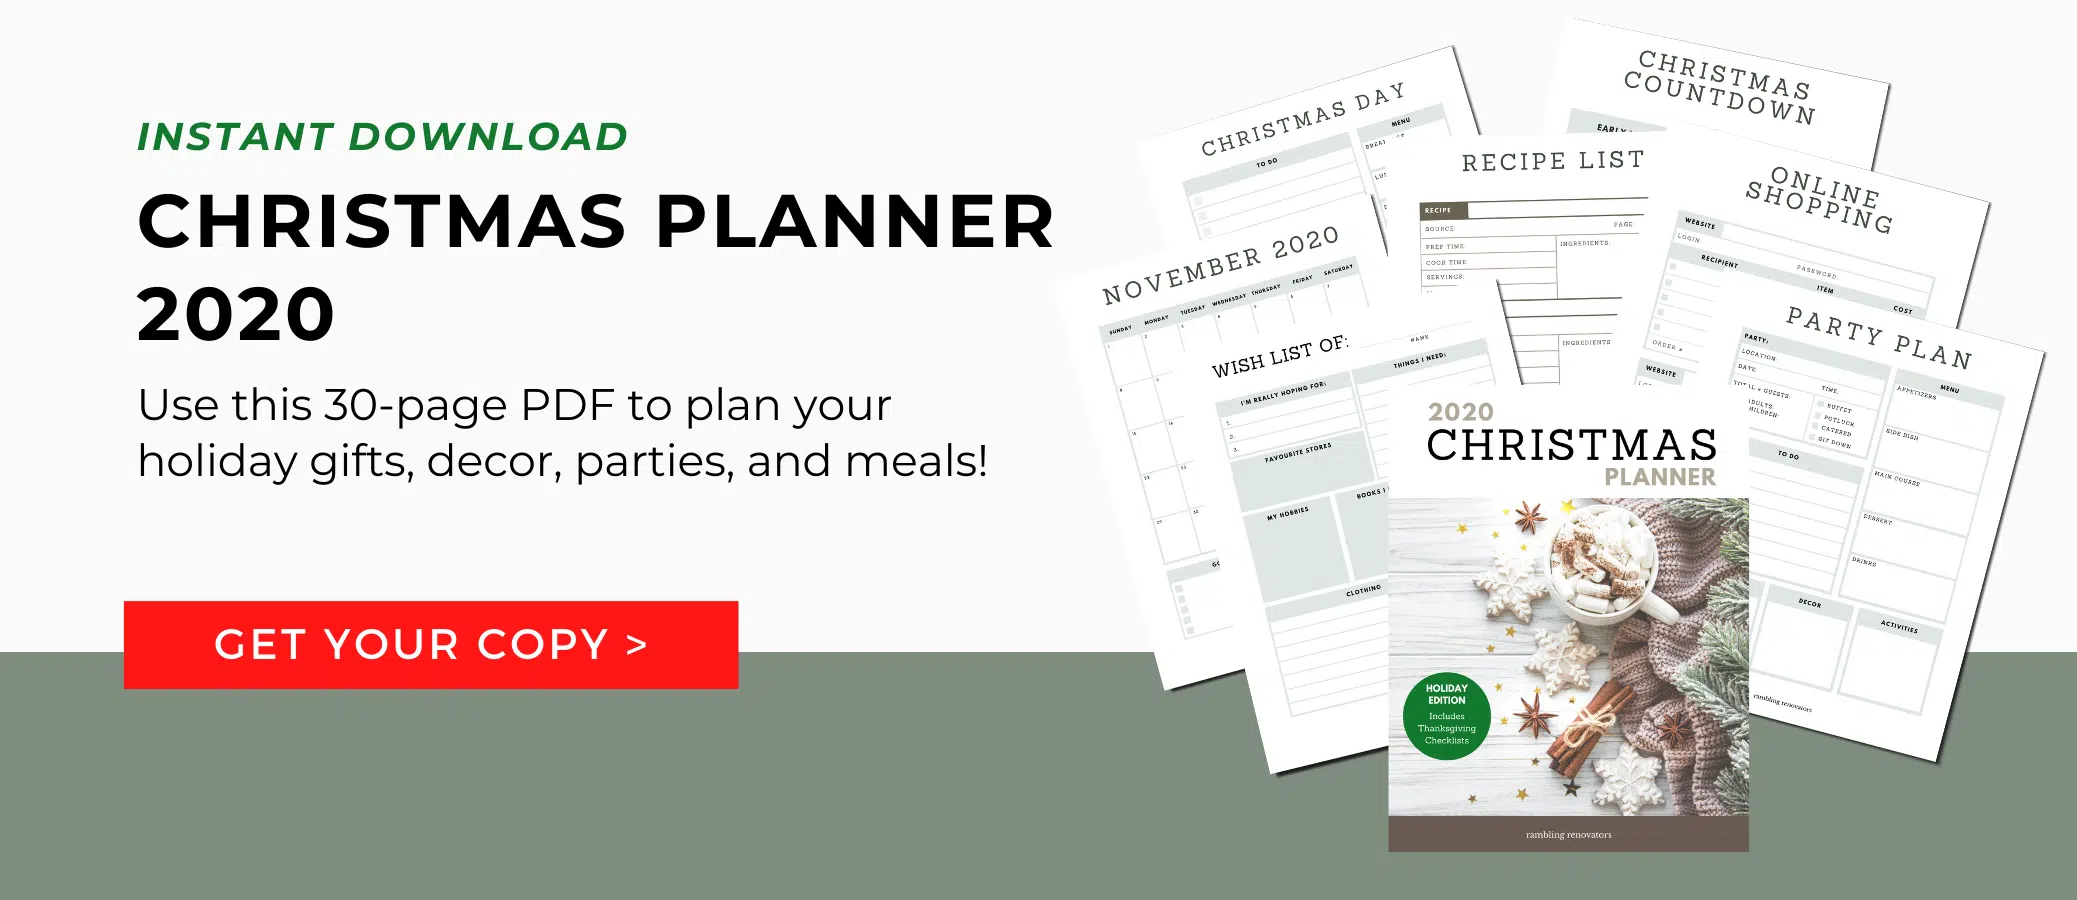 INSTANT DOWNLOAD
CHRISTMAS PLANNER
2020
Use this 30-page PDF to plan your
holiday gifts, decor, parties, and meals!
GET YOUR COPY >
CHRISTMAS DAY
TO DO
MENU
CHRISTMAS
COUNTDOWN
EARLY
RECIPE LIST
RECIPE
SOURCE:
PAGE:
PREP TIME:
INGREDIENTS:
COOK TIME:
SERVINGS:
INGREDIENTS
ONLINE
SHOPPING
WEBSITE
LOGIN
PASSWORD
RECIPIENT
ITEM
COST
ORDER #
WEBSITE
NOVEMBER 2020
SUNDAY MONDAY TUESDAY WEDNESDAY THURSDAY FRIDAY SATURDAY
WISH LIST OF:
NAME
I'M REALLY HOPING FOR:
THINGS I NEED:
1.
2.
3.
FAVOURITE STORES
MY HOBBIES
BOOKS I
CLOTHING
PARTY PLAN
PARTY:
LOCATION
DATE:
TIME:
GUESTS:
BUFFET
POTLUCK
CATERED
SIT DOWN
MENU
APPETIZERS
SIDE DISH
MAIN COURSE
DESSERT
DRINKS
TO DO
DECOR
ACTIVITIES
rambling renovators
2020
CHRISTMAS
PLANNER
HOLIDAY
EDITION
Includes
Thanksgiving
Checklists
rambling renovators